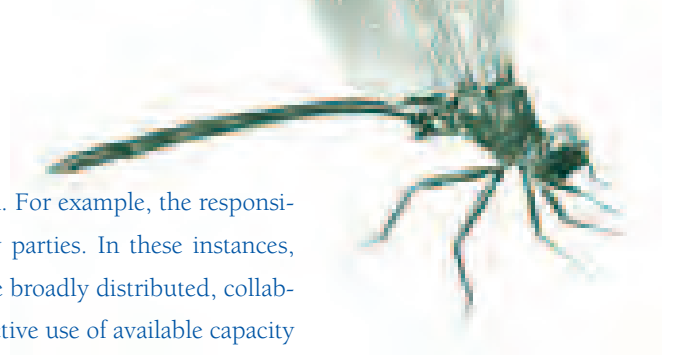 . For example, the responsi-
parties. In these instances,
broadly distributed, collab-
tive use of available capacity